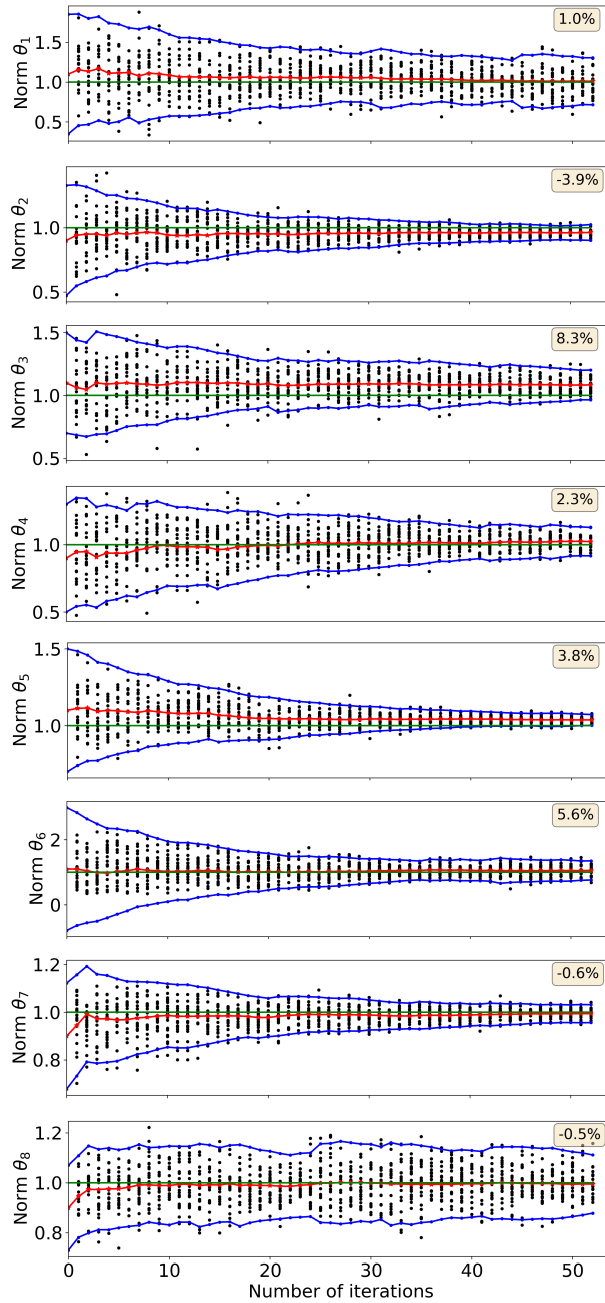 1.0%
Norm θ1
1.5
1.0
0.5
-3.9%
Norm θ2
1.0
0.5
8.3%
Norm θ3
1.5
1.0
0.5
2.3%
Norm θ4
1.0
0.5
3.8%
Norm θ5
1.5
1.0
5.6%
Norm θ6
2
0
-0.6%
Norm θ7
1.2
1.0
0.8
-0.5%
Norm θ8
1.2
1.0
0.8
0 10 20 30 40 50
Number of iterations